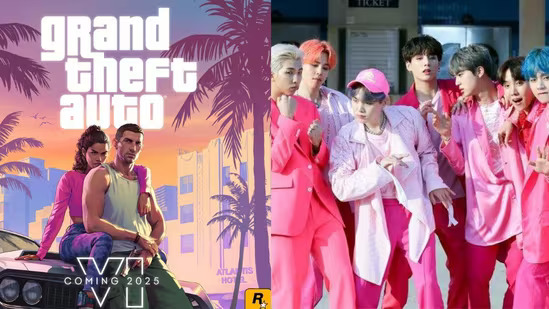 grand
theft
auto
VI
COMING 2025
ATLANTIS
HOTEL
R
TICKET